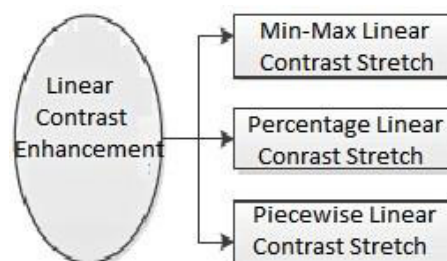 Linear
Contrast
Enhancement
Min-Max Linear
Contrast Stretch
Percentage Linear
Conrast Stretch
Piecewise Linear
Contrast Stretch